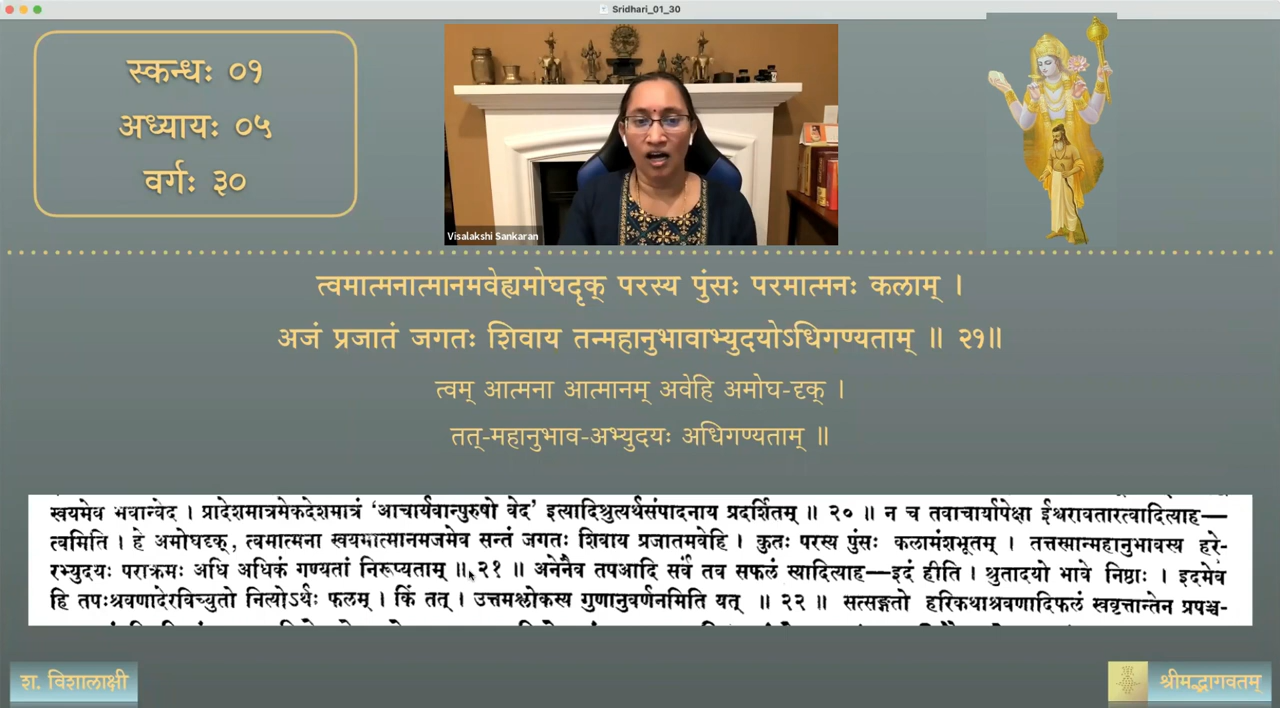 Sridhari_01_30
स्कन्धः ०१
अध्यायः ०५
वर्गः ३०
Visalakshi Sankaran
त्वमात्मनात्मानमवेह्यमोघदृक् परस्य पुंसः परमात्मनः कलाम् ।
अजं प्रजातं जगतः शिवाय तन्महानुभावाभ्युदयोऽधिगण्यताम् ॥ २१॥
त्वम् आत्मना आत्मानम् अवेहि अमोघ-दृक् ।
तत्-महानुभाव-अभ्युदयः अधिगण्यताम् ॥
स्वयमेव भवान्वेद । प्रादेशमात्रमेकदेशमात्रं ‘आचार्यवान्पुरुषो वेद’ इत्यादिश्रुत्यर्थसंपादनाय प्रदर्शितम् ॥ २० ॥ न च तवाचार्यापेक्षा ईश्वरावतारत्वादित्याह—
त्वमिति । हे अमोघदृक्, त्वमात्मना स्वयमात्मानमजमेव सन्तं जगतः शिवाय प्रजातमवेहि । कुतः परस्य पुंसः कलामंशभूतम् । तत्तस्मान्महानुभावस्य हरे-
रभ्युदयः पराक्रमः अधि अधिकं गण्यतां निरूप्यताम् ॥ २१ ॥ अनेनैव तपआदि सर्वं तव सफलं स्यादित्याह—इदं हीति । श्रुतादयो भावे निष्ठाः । इदमेव
हि तपःश्रवणादेरविच्युतो नित्योऽर्थः फलम् । किं तत् । उत्तमश्लोकस्य गुणानुवर्णनमिति यत् ॥ २२ ॥ सत्सङ्गतो हरिकथाश्रवणादिफलं स्ववृत्तान्तेन प्रपञ्च-
श. विशालाक्षी
श्रीमद्भागवतम्